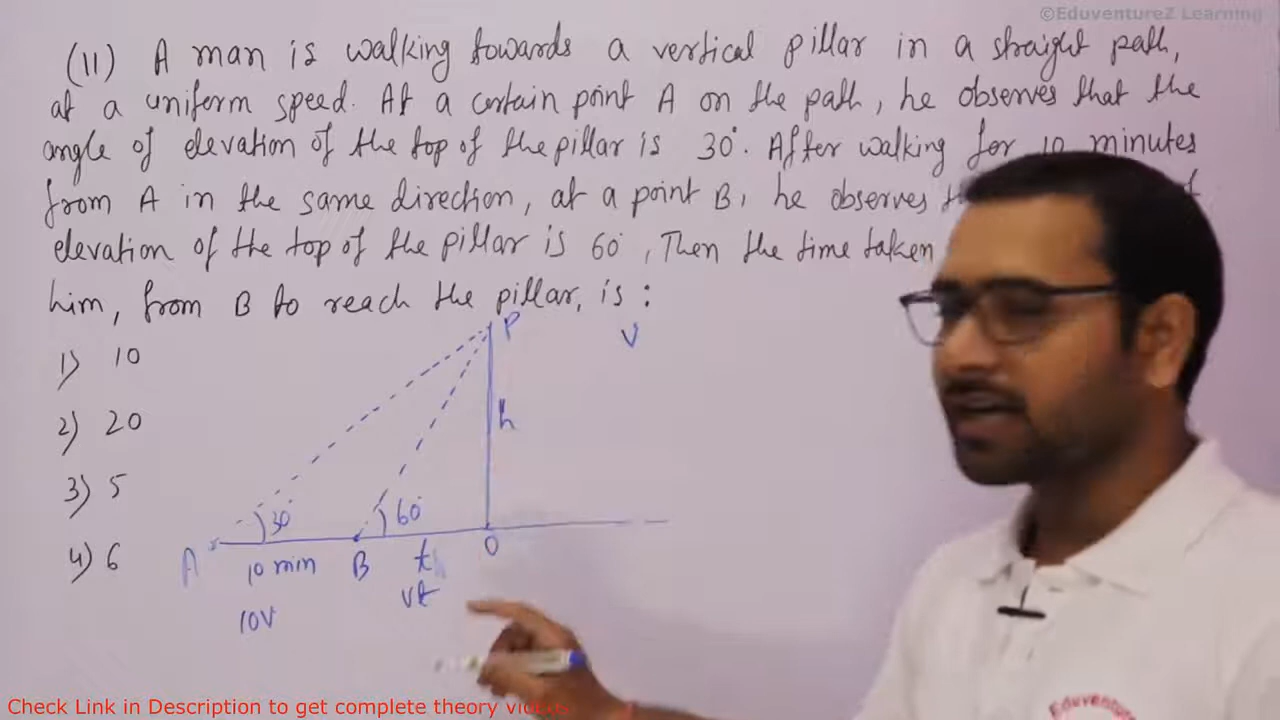 ©EduventureZ Learning
(11) A man is walking towards a vertical pillar in a straight path,
at a uniform speed. At a certain point A on the path, he observes that the
angle of elevation of the top of the pillar is 30°. After walking for 10 minutes
from A in the same direction, at a point B, he observes
elevation of the top of the pillar is 60°, Then the time taken
him, from B to reach the pillar, is :
P
V
1) 10
h
2) 20
3) 5
30°
60°
A
10 min
B
t
O
4) 6
10V
vt
Check Link in Description to get complete theory videos